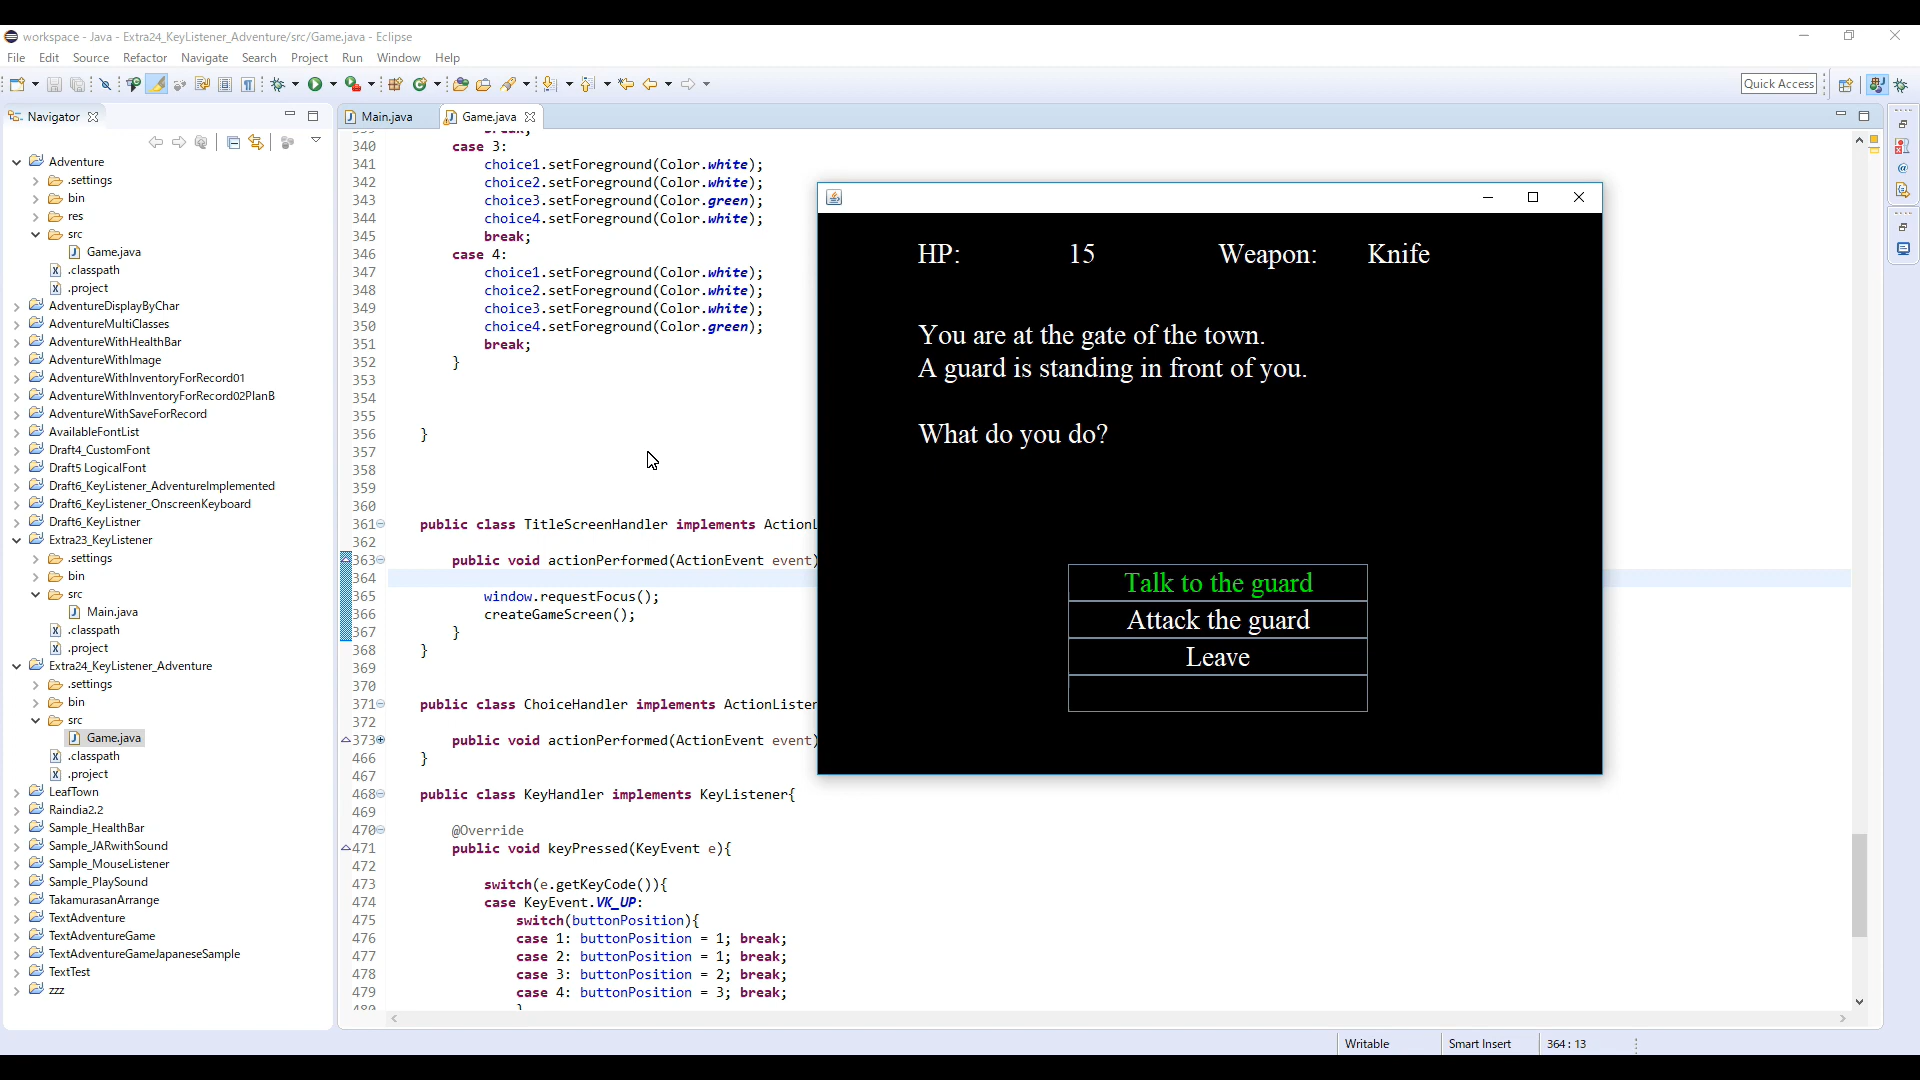 workspace - Java - Extra24_KeyListener_Adventure/src/Game.java - Eclipse
File Edit Source Refactor Navigate Search Project Run Window Help
Quick Access
Navigator
Adventure
.settings
bin
res
src
Game.java
.classpath
.project
AdventureDisplayByChar
AdventureMultiClasses
AdventureWithHealthBar
AdventureWithImage
AdventureWithInventoryForRecord01
AdventureWithInventoryForRecord02PlanB
AdventureWithSaveForRecord
AvailableFontList
Draft4_CustomFont
Draft5 LogicalFont
Draft6_KeyListener_AdventureImplemented
Draft6_KeyListener_OnscreenKeyboard
Draft6_KeyListner
Extra23_KeyListener
.settings
bin
src
Main.java
.classpath
.project
Extra24_KeyListener_Adventure
.settings
bin
src
Game.java
.classpath
.project
LeafTown
Raindia2.2
Sample_HealthBar
Sample_JARwithSound
Sample_MouseListener
Sample_PlaySound
TakamurasanArrange
TextAdventure
TextAdventureGame
TextAdventureGameJapaneseSample
TextTest
zzz
Main.java Game.java
339 break;
340 case 3:
341 choice1.setForeground(Color.white);
342 choice2.setForeground(Color.white);
343 choice3.setForeground(Color.green);
344 choice4.setForeground(Color.white);
345 break;
346 case 4:
347 choice1.setForeground(Color.white);
348 choice2.setForeground(Color.white);
349 choice3.setForeground(Color.white);
350 choice4.setForeground(Color.green);
351 break;
352 }
353
354
355
356 }
357
358
359
360
361 public class TitleScreenHandler implements ActionL
362
363 public void actionPerformed(ActionEvent event)
364
365 window.requestFocus();
366 createGameScreen();
367 }
368 }
369
370
371 public class ChoiceHandler implements ActionListener
372
373 public void actionPerformed(ActionEvent event)
466 }
467
468 public class KeyHandler implements KeyListener{
469
470 @Override
471 public void keyPressed(KeyEvent e){
472
473 switch(e.getKeyCode()){
474 case KeyEvent.VK_UP:
475 switch(buttonPosition){
476 case 1: buttonPosition = 1; break;
477 case 2: buttonPosition = 1; break;
478 case 3: buttonPosition = 2; break;
479 case 4: buttonPosition = 3; break;
480 }
HP: 15 Weapon: Knife
You are at the gate of the town.
A guard is standing in front of you.
What do you do?
Talk to the guard
Attack the guard
Leave
Writable Smart Insert 364 : 13